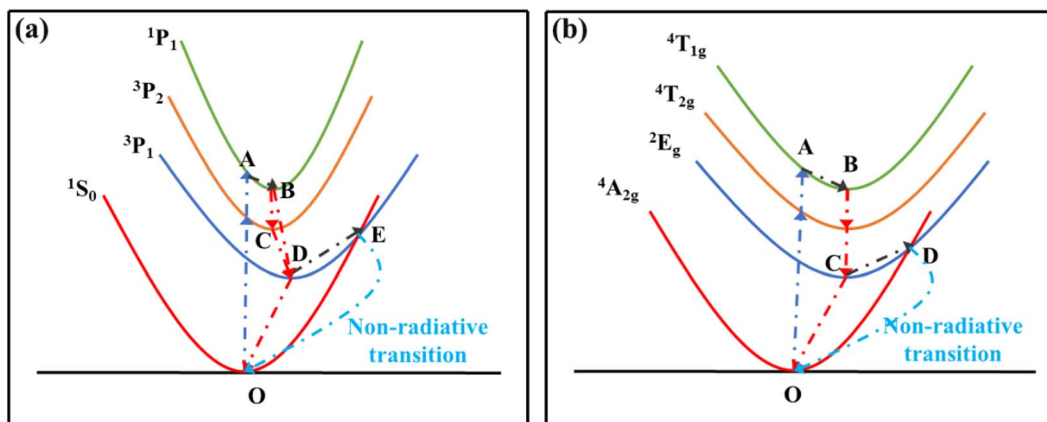 (a)
¹P₁
³P₂
³P₁
¹S₀
A
B
C
D
E
Non-radiative
transition
O
(b)
⁴T₁g
⁴T₂g
²Eg
⁴A₂g
A
B
C
D
Non-radiative
transition
O